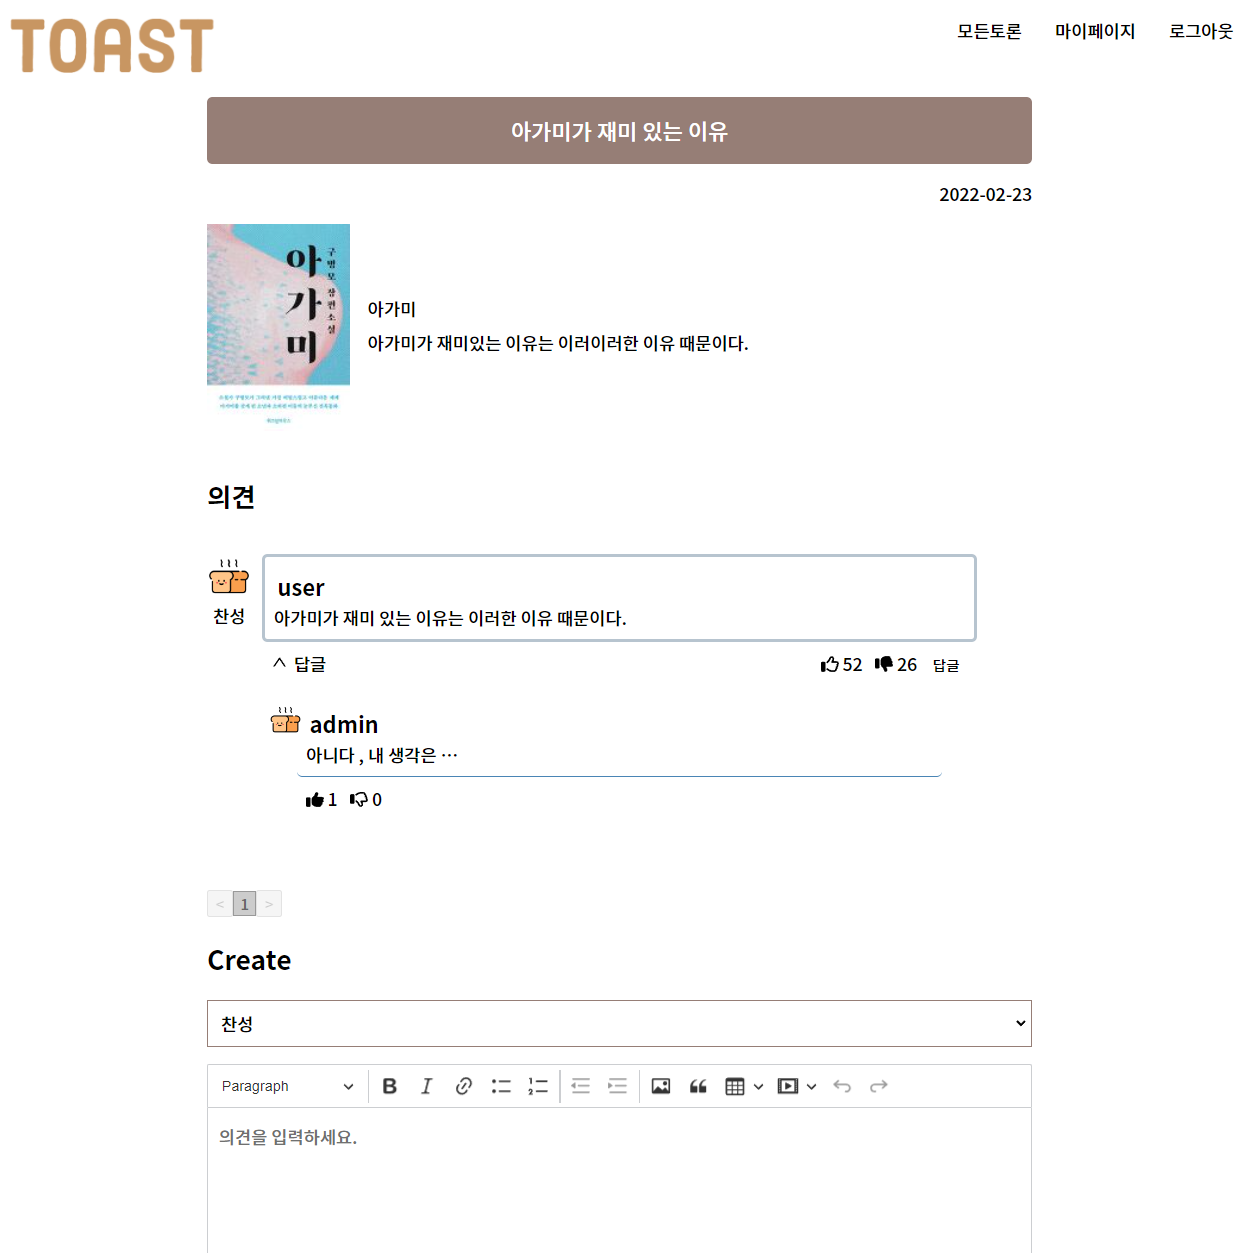 TOAST
모든토론 마이페이지 로그아웃
아가미가 재미 있는 이유
2022-02-23
아가미
구병모 장편소설
아가미
아가미가 재미있는 이유는 이러이러한 이유 때문이다.
의견
찬성
user
아가미가 재미 있는 이유는 이러한 이유 때문이다.
^ 답글 52 26 답글
admin
아니다 , 내 생각은 …
1 0
< 1 >
Create
찬성
Paragraph
의견을 입력하세요.